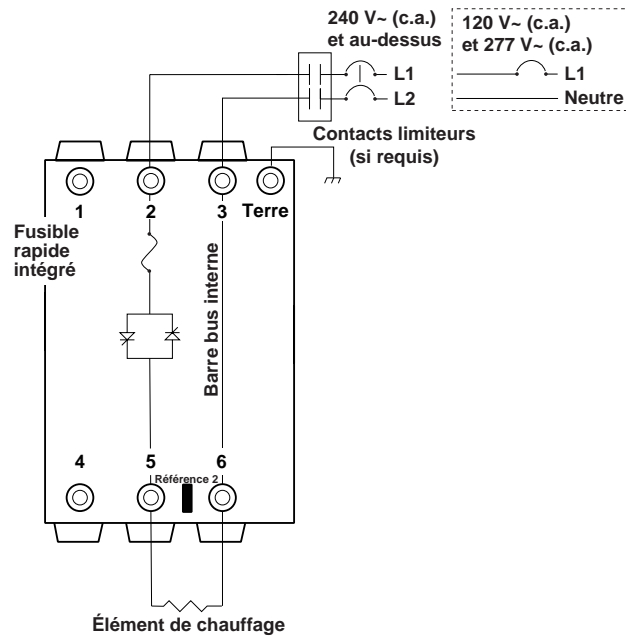 240 V~ (c.a.)
et au-dessus
L1
L2
120 V~ (c.a.)
et 277 V~ (c.a.)
L1
Neutre
Contacts limiteurs
(si requis)
1
2
3
Terre
Fusible
rapide
intégré
Barre bus interne
4
5
6
Référence 2
Élément de chauffage